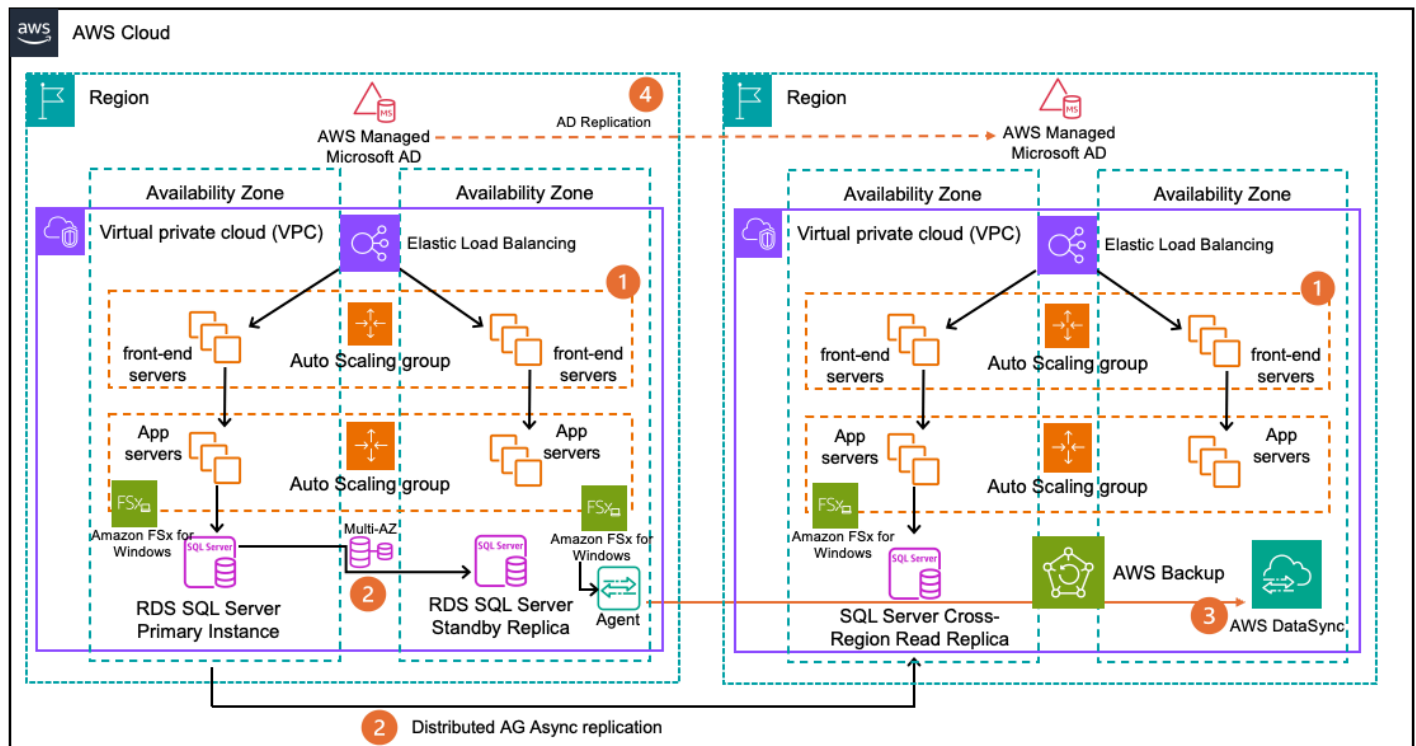 aws
AWS Cloud
Region
MS
AWS Managed
Microsoft AD
4
AD Replication
Region
MS
AWS Managed
Microsoft AD
Availability Zone
Availability Zone
Availability Zone
Availability Zone
Virtual private cloud (VPC)
Elastic Load Balancing
Virtual private cloud (VPC)
Elastic Load Balancing
1
front-end
servers
Auto Scaling group
front-end
servers
1
front-end
servers
Auto Scaling group
front-end
servers
App
servers
Auto Scaling group
App
servers
App
servers
Auto Scaling group
App
servers
FSx
Amazon FSx for
Windows
SQL Server
RDS SQL Server
Primary Instance
Multi-AZ
2
SQL Server
RDS SQL Server
Standby Replica
FSx
Amazon FSx for
Windows
Agent
FSx
Amazon FSx for
Windows
SQL Server
SQL Server Cross-
Region Read Replica
AWS Backup
3
AWS DataSync
2
Distributed AG Async replication